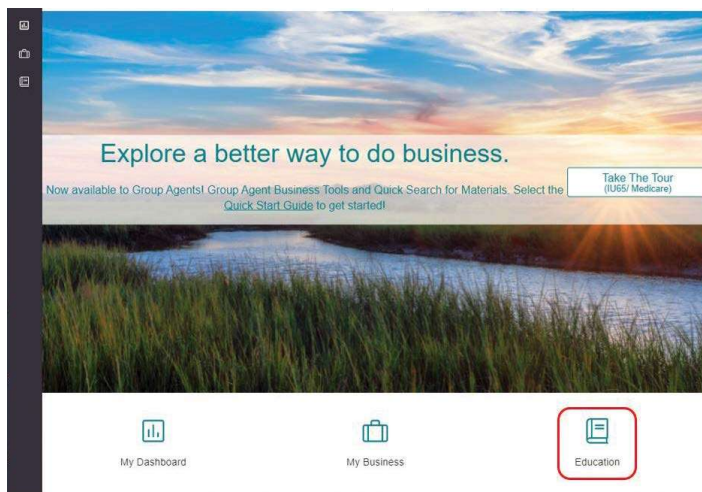 Explore a better way to do business.
Take The Tour
(IU65/ Medicare)
Now available to Group Agents! Group Agent Business Tools and Quick Search for Materials. Select the
Quick Start Guide to get started!
My Dashboard
My Business
Education